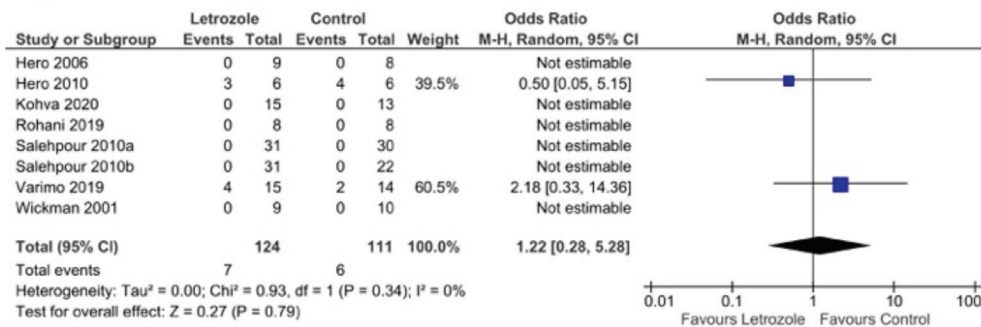 Letrozole Control Odds Ratio Odds Ratio
Study or Subgroup Events Total Events Total Weight M-H, Random, 95% CI M-H, Random, 95% CI
Hero 2006 0 9 0 8 Not estimable
Hero 2010 3 6 4 6 39.5% 0.50 [0.05, 5.15]
Kohva 2020 0 15 0 13 Not estimable
Rohani 2019 0 8 0 8 Not estimable
Salehpour 2010a 0 31 0 30 Not estimable
Salehpour 2010b 0 31 0 22 Not estimable
Varimo 2019 4 15 2 14 60.5% 2.18 [0.33, 14.36]
Wickman 2001 0 9 0 10 Not estimable
Total (95% CI) 124 111 100.0% 1.22 [0.28, 5.28]
Total events 7 6
Heterogeneity: Tau² = 0.00; Chi² = 0.93, df = 1 (P = 0.34); I² = 0%
Test for overall effect: Z = 0.27 (P = 0.79)
0.01 0.1 1 10 100
Favours Letrozole Favours Control